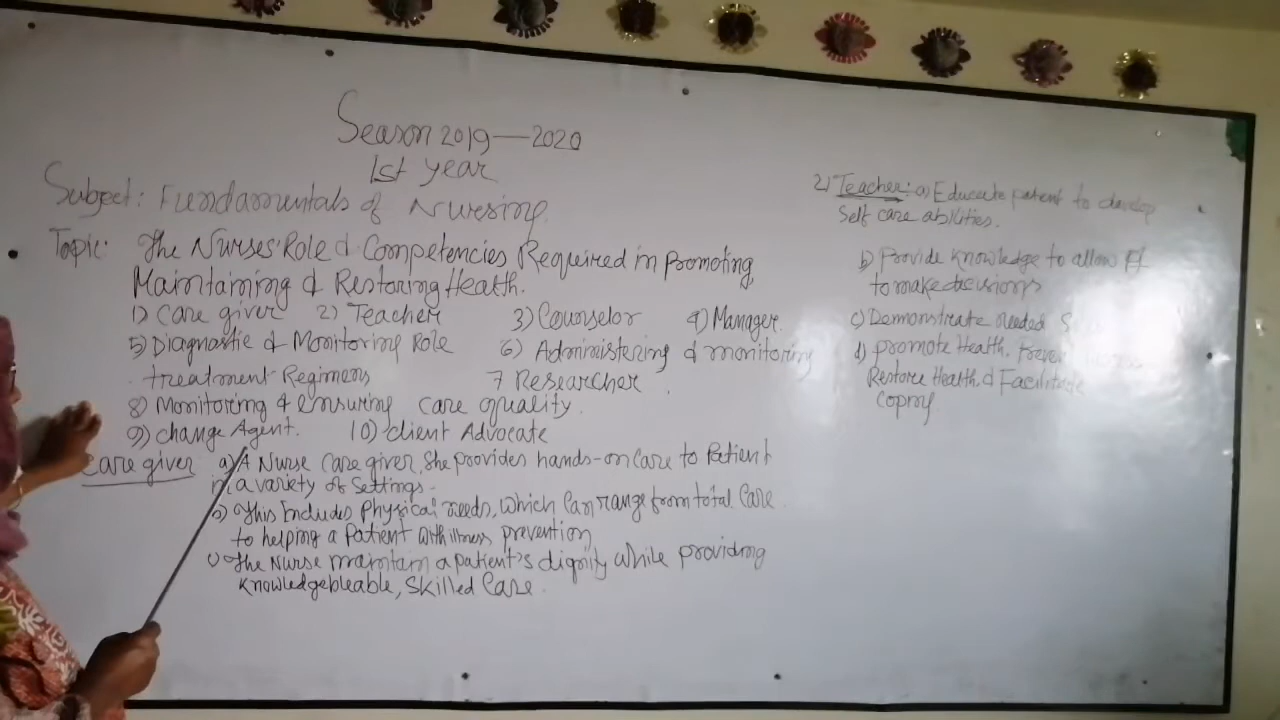 Season 2019—2020
1st year
Subject: Fundamentals of Nursing
Topic: The Nurses' Role & Competencies Required in Promoting,
Maintaining & Restoring Health.
1) Care giver 2) Teacher 3) Counselor 4) Manager.
5) Diagnostic & Monitoring Role 6) Administering & monitoring
treatment Regimens 7 Researcher
8) Monitoring & ensuring care quality.
9) change Agent. 10) client Advocate
Care giver a) A Nurse care giver, She provides hands-on Care to Patient
in a variety of Settings.
b) This Includes Physical needs, which Can range from total Care
to helping a Patient with illness prevention
c) The Nurse maintain a patient's dignity while providing
Knowledgebleable, Skilled Care.
2) Teacher: a) Educate patient to develop
Self care abilities.
b) Provide Knowledge to allow Pt
to make decisions
c) Demonstrate needed S
d) promote Health.
Restore Health & Facilitate
Coping